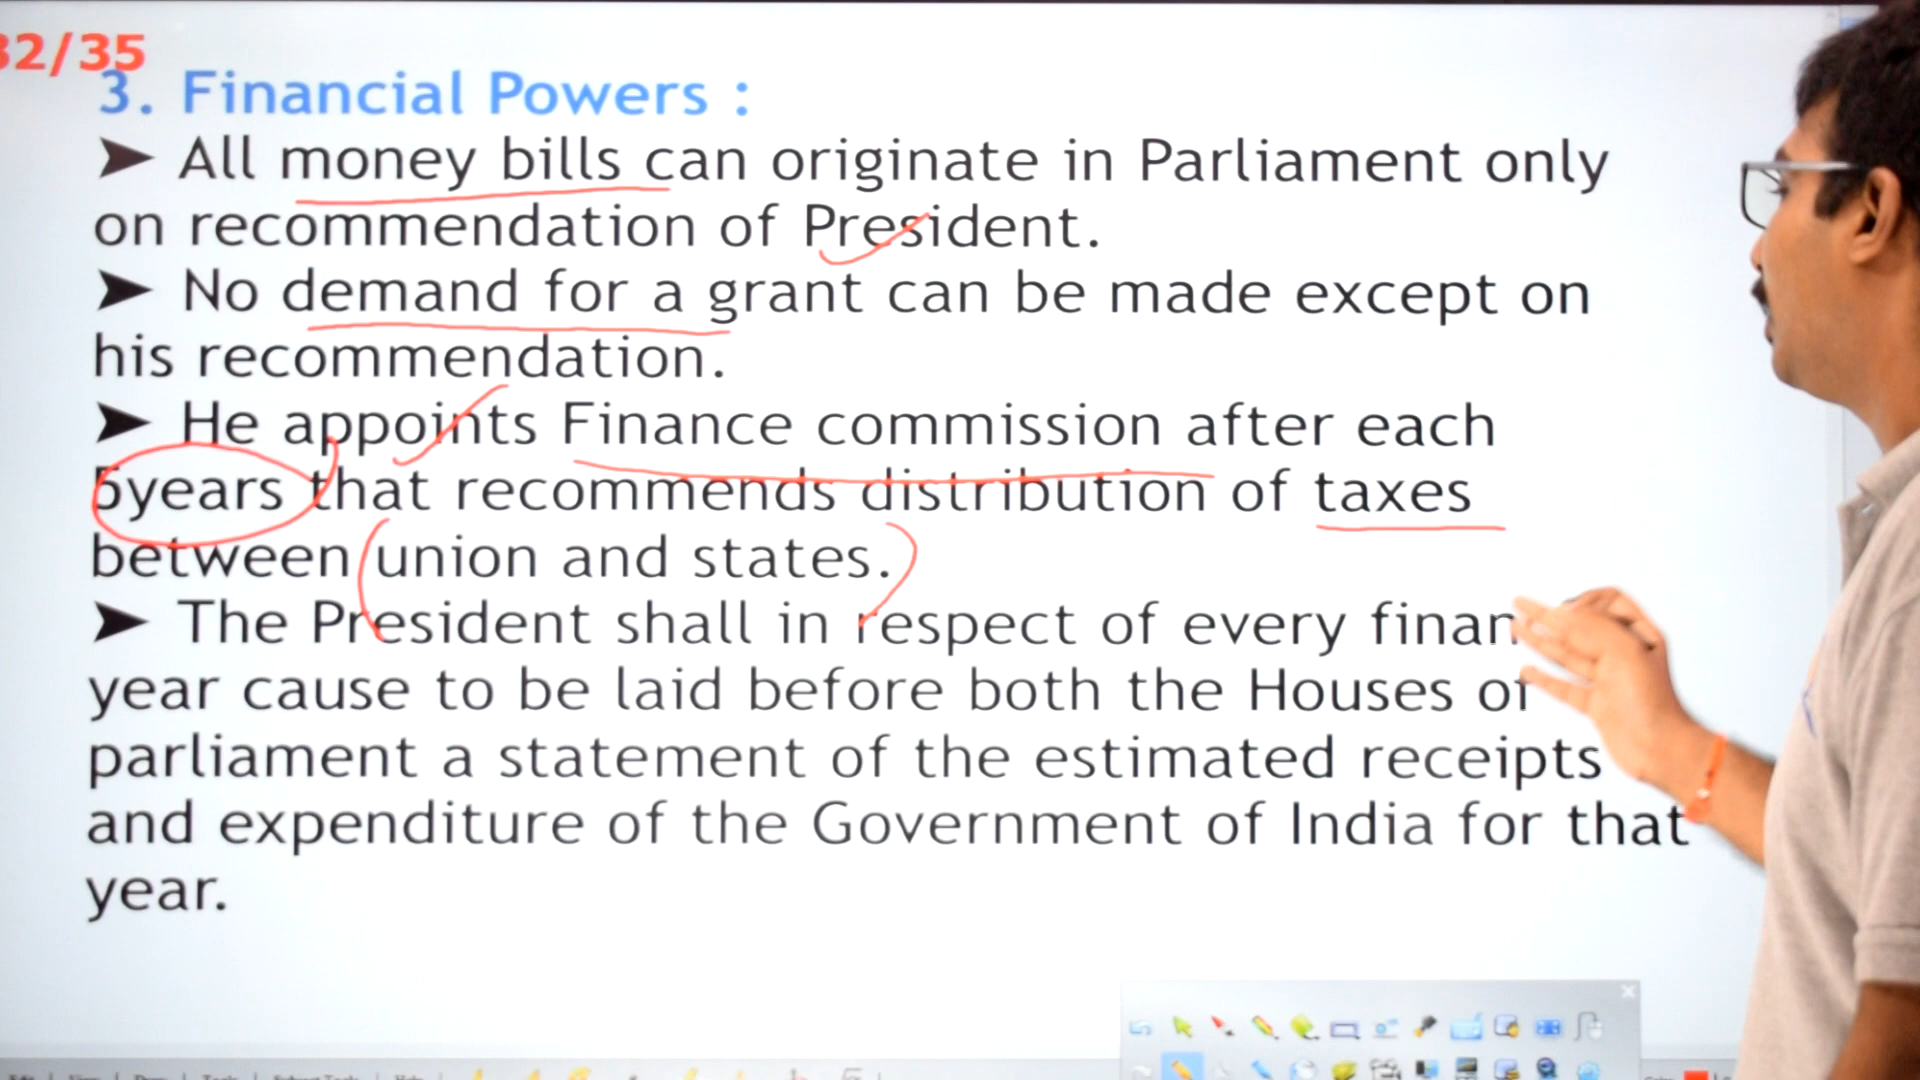 32/35
3. Financial Powers :
➤ All money bills can originate in Parliament only
on recommendation of President.
➤ No demand for a grant can be made except on
his recommendation.
➤ He appoints Finance commission after each
5years that recommends distribution of taxes
between union and states.
➤ The President shall in respect of every finan
year cause to be laid before both the Houses of
parliament a statement of the estimated receipts
and expenditure of the Government of India for that
year.